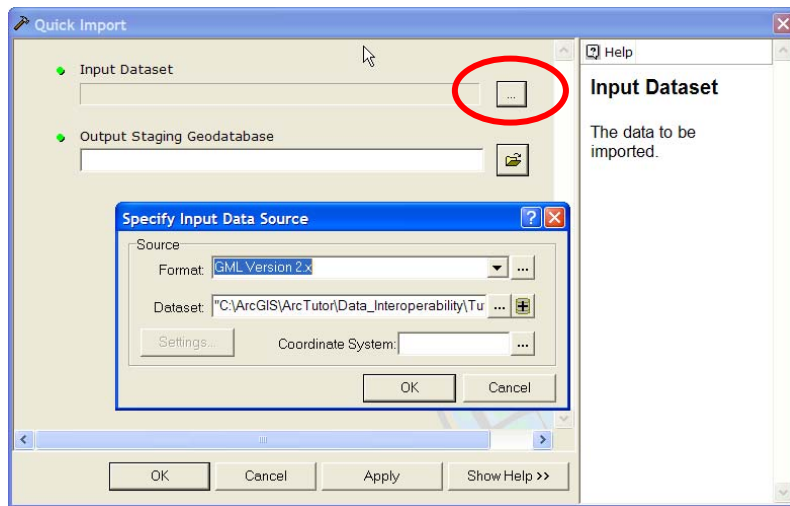 Quick Import
Input Dataset
...
Output Staging Geodatabase
Specify Input Data Source
Source
Format: GML Version 2.x ...
Dataset: "C:\ArcGIS\ArcTutor\Data_Interoperability\Tu ...
Settings... Coordinate System: ...
OK Cancel
OK Cancel Apply Show Help >>
Help
Input Dataset
The data to be
imported.